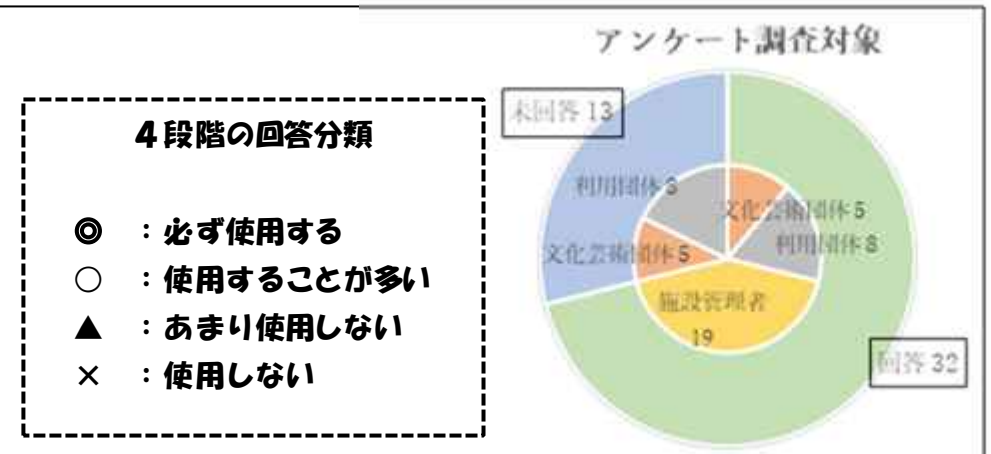 アンケート調査対象
4段階の回答分類
◎ ：必ず使用する
○ ：使用することが多い
▲ ：あまり使用しない
× ：使用しない
未回答 13
利用団体 8
文化芸術団体 5
文化芸術団体 5
利用団体 8
施設管理者
19
回答 32